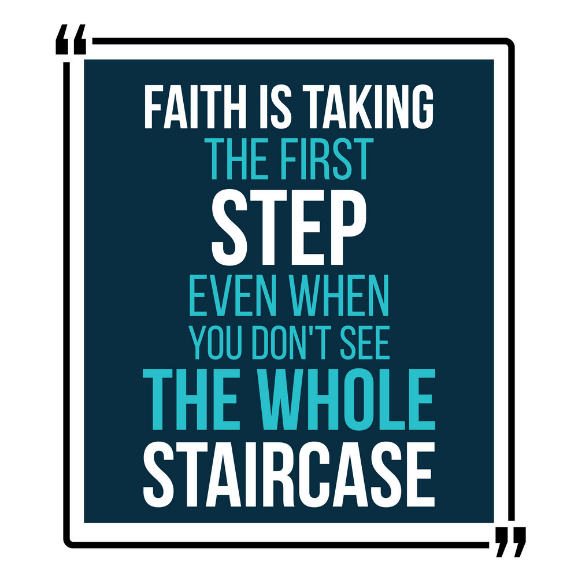 “
FAITH IS TAKING
THE FIRST
STEP
EVEN WHEN
YOU DON'T SEE
THE WHOLE
STAIRCASE
”